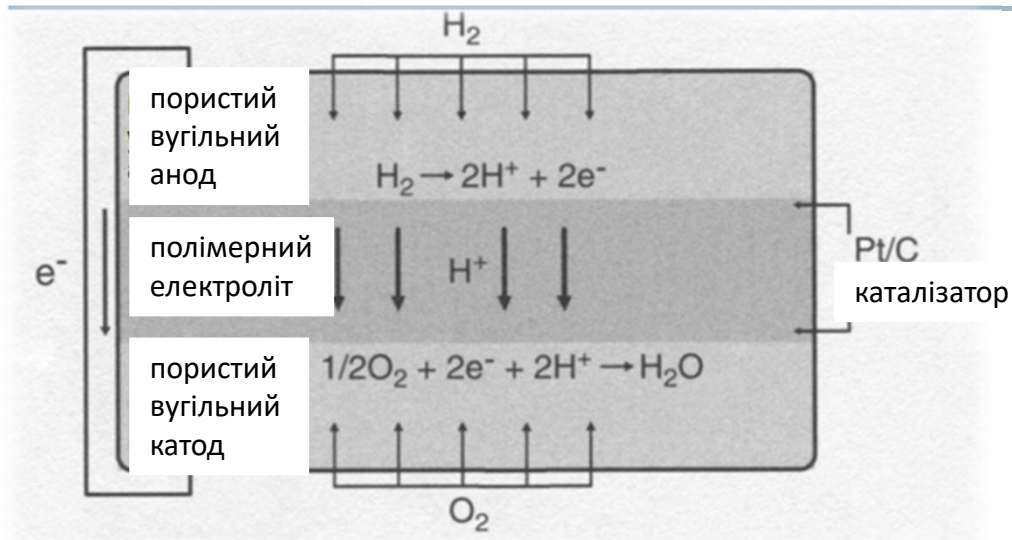 H₂
пористий
вугільний
анод
H₂ → 2H⁺ + 2e⁻
полімерний
електроліт
H⁺
e⁻
Pt/C
каталізатор
пористий
вугільний
катод
1/2O₂ + 2e⁻ + 2H⁺ → H₂O
O₂